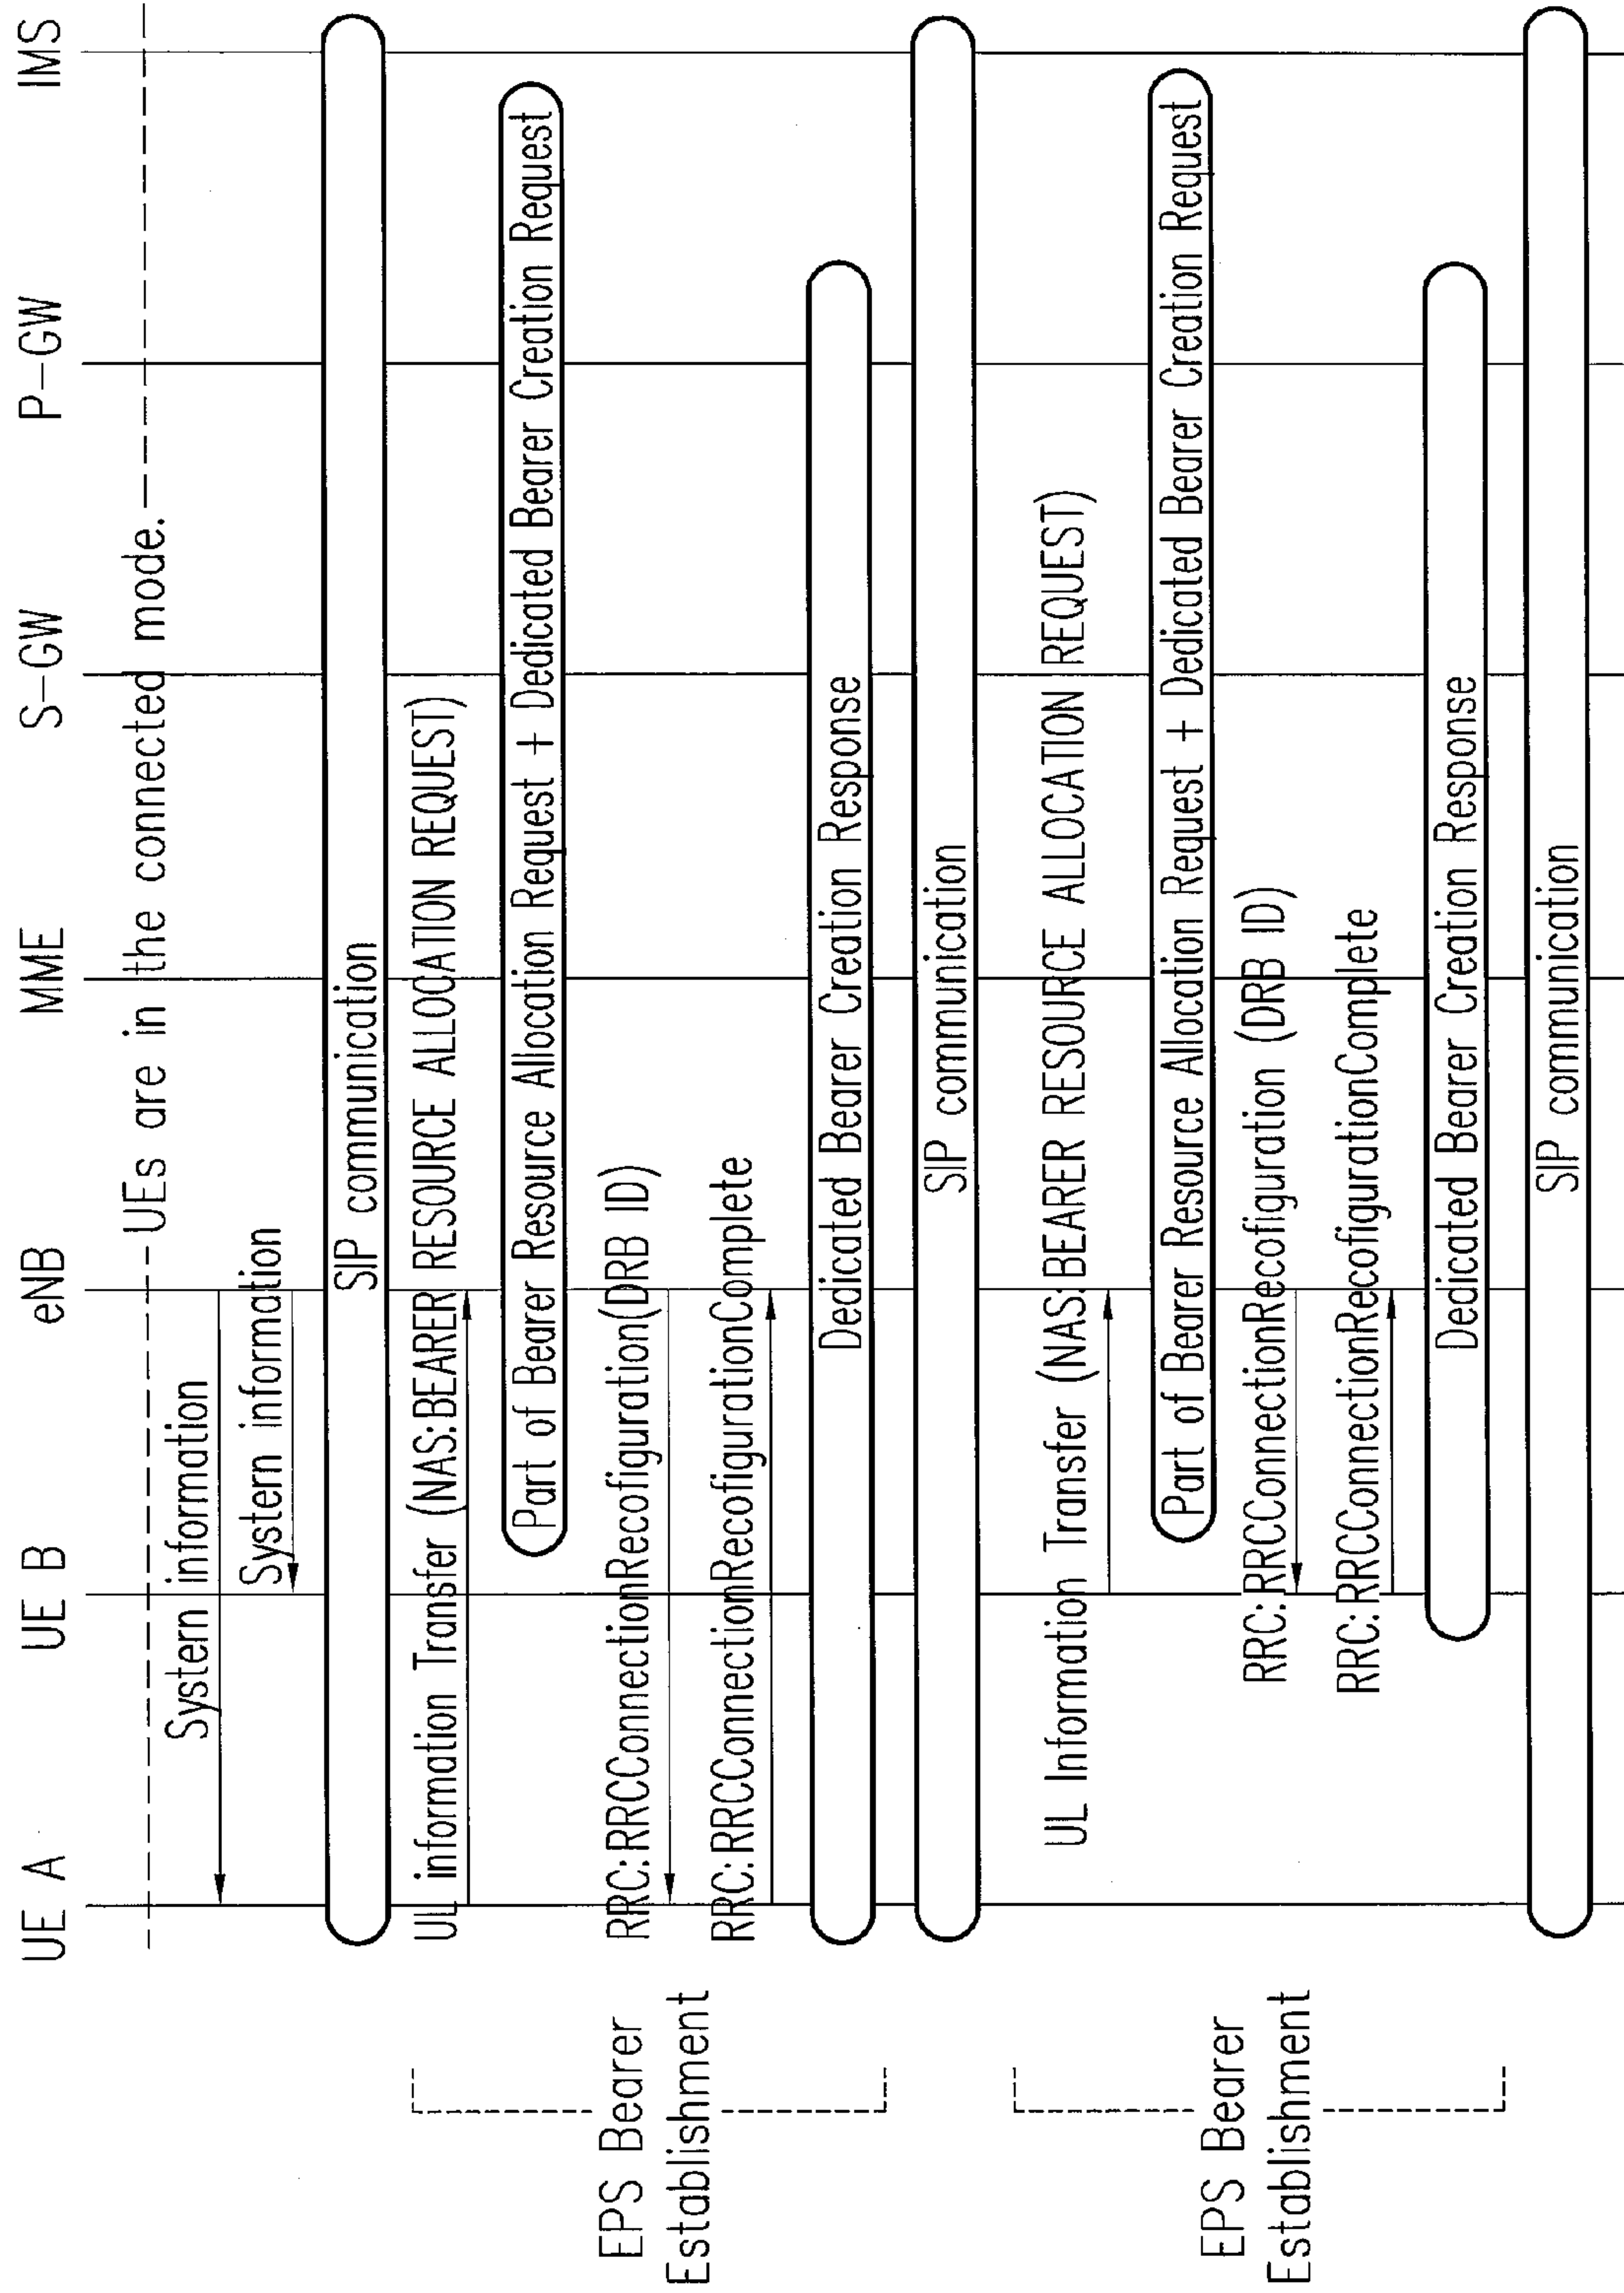 UE A
UE B
eNB
MME
S-GW
P-GW
IMS
UEs are in the connected mode.
System information
System information
SIP communication
UL information Transfer (NAS:BEARER RESOURCE ALLOCATION REQUEST)
Part of Bearer Resource Allocation Request + Dedicated Bearer Creation Request
EPS Bearer
Establishment
RRC:RRCConnectionRecofiguration(DRB ID)
RRC:RRCConnectionRecofigurationComplete
Dedicated Bearer Creation Response
SIP communication
UL Information Transfer (NAS:BEARER RESOURCE ALLOCATION REQUEST)
Part of Bearer Resource Allocation Request + Dedicated Bearer Creation Request
EPS Bearer
Establishment
RRC:RRCConnectionRecofiguration (DRB ID)
RRC:RRCConnectionRecofigurationComplete
Dedicated Bearer Creation Response
SIP communication